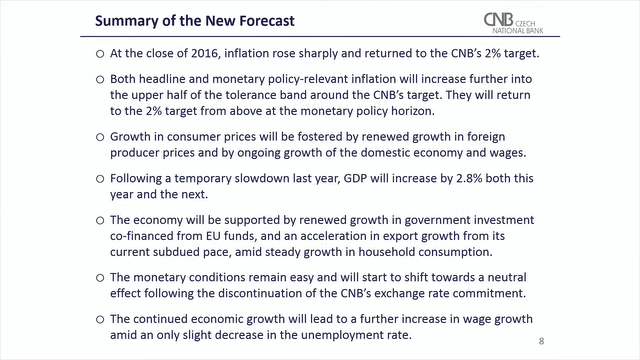 Summary of the New Forecast
CNB CZECH
NATIONAL BANK
At the close of 2016, inflation rose sharply and returned to the CNB's 2% target.
Both headline and monetary policy-relevant inflation will increase further into
the upper half of the tolerance band around the CNB's target. They will return
to the 2% target from above at the monetary policy horizon.
Growth in consumer prices will be fostered by renewed growth in foreign
producer prices and by ongoing growth of the domestic economy and wages.
Following a temporary slowdown last year, GDP will increase by 2.8% both this
year and the next.
The economy will be supported by renewed growth in government investment
co-financed from EU funds, and an acceleration in export growth from its
current subdued pace, amid steady growth in household consumption.
The monetary conditions remain easy and will start to shift towards a neutral
effect following the discontinuation of the CNB's exchange rate commitment.
The continued economic growth will lead to a further increase in wage growth
amid an only slight decrease in the unemployment rate.
8